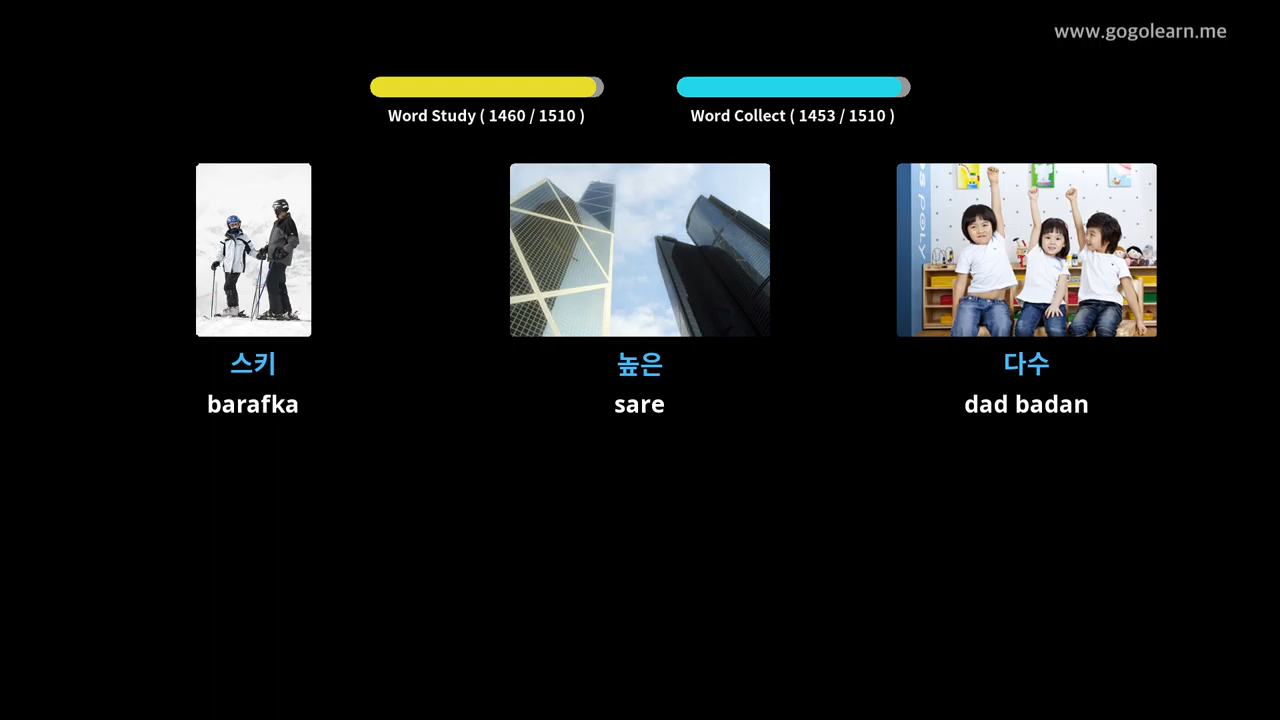 www.gogolearn.me
Word Study ( 1460 / 1510 )
Word Collect ( 1453 / 1510 )
스키
높은
다수
barafka
sare
dad badan